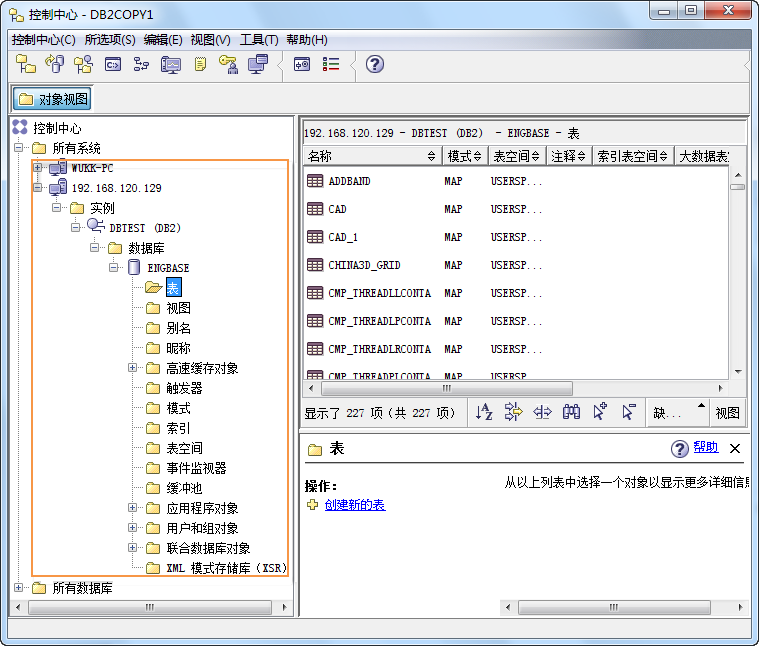 控制中心 - DB2COPY1
控制中心(C) 所选项(S) 编辑(E) 视图(V) 工具(T) 帮助(H)
对象视图
控制中心
所有系统
WUKK-PC
192.168.120.129
实例
DBTEST (DB2)
数据库
ENGBASE
表
视图
别名
昵称
高速缓存对象
触发器
模式
索引
表空间
事件监视器
缓冲池
应用程序对象
用户和组对象
联合数据库对象
XML 模式存储库 (XSR)
所有数据库
192.168.120.129 - DBTEST (DB2) - ENGBASE - 表
名称 模式 表空间 注释 索引表空间 大数据表
ADDBAND MAP USERSP...
CAD MAP USERSP...
CAD_1 MAP USERSP...
CHINA3D_GRID MAP USERSP...
CMP_THREADLLCONTA MAP USERSP...
CMP_THREADLPCONTA MAP USERSP...
CMP_THREADLRCONTA MAP USERSP...
CMP_THREADPLCONTA MAP USERSP...
显示了 227 项 (共 227 项) 缺... 视图
表 帮助
操作:
创建新的表
从以上列表中选择一个对象以显示更多详细信息